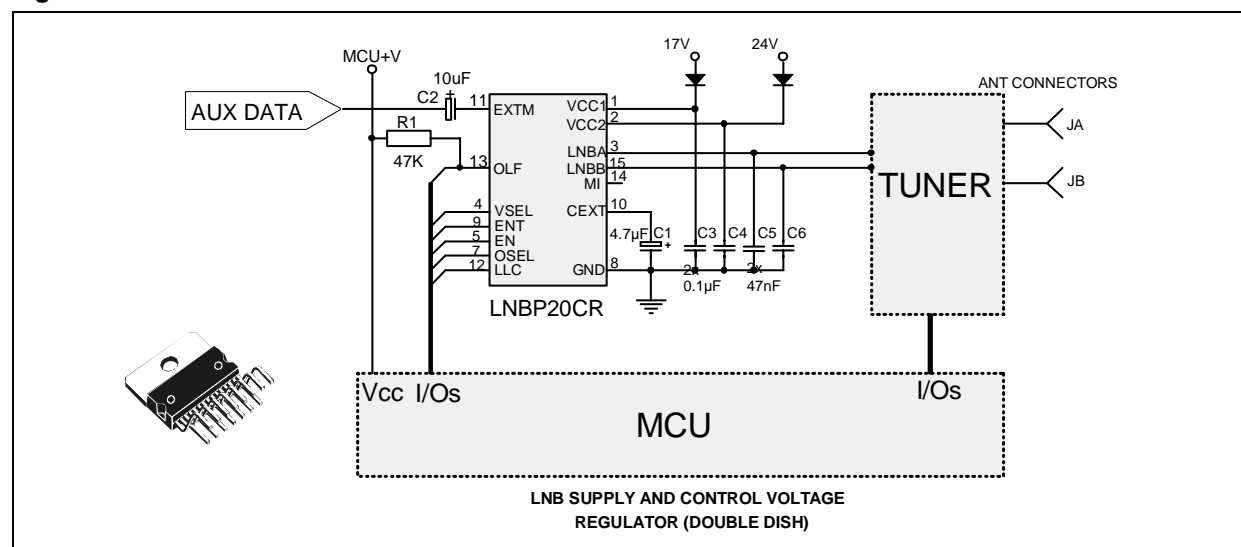 17V
24V
MCU+V
10uF
C2
+
ANT CONNECTORS
AUX DATA
11
EXTM
VCC1
1
VCC2
2
R1
47K
LNBA
3
LNBB
15
MI
14
13
OLF
TUNER
JA
JB
4
VSEL
CEXT
10
9
ENT
4.7µF
C1
+
C3
C4
C5
C6
5
EN
7
OSEL
12
LLC
GND
8
2x
0.1µF
2x
47nF
LNBP20CR
Vcc
I/Os
I/Os
MCU
LNB SUPPLY AND CONTROL VOLTAGE
REGULATOR (DOUBLE DISH)